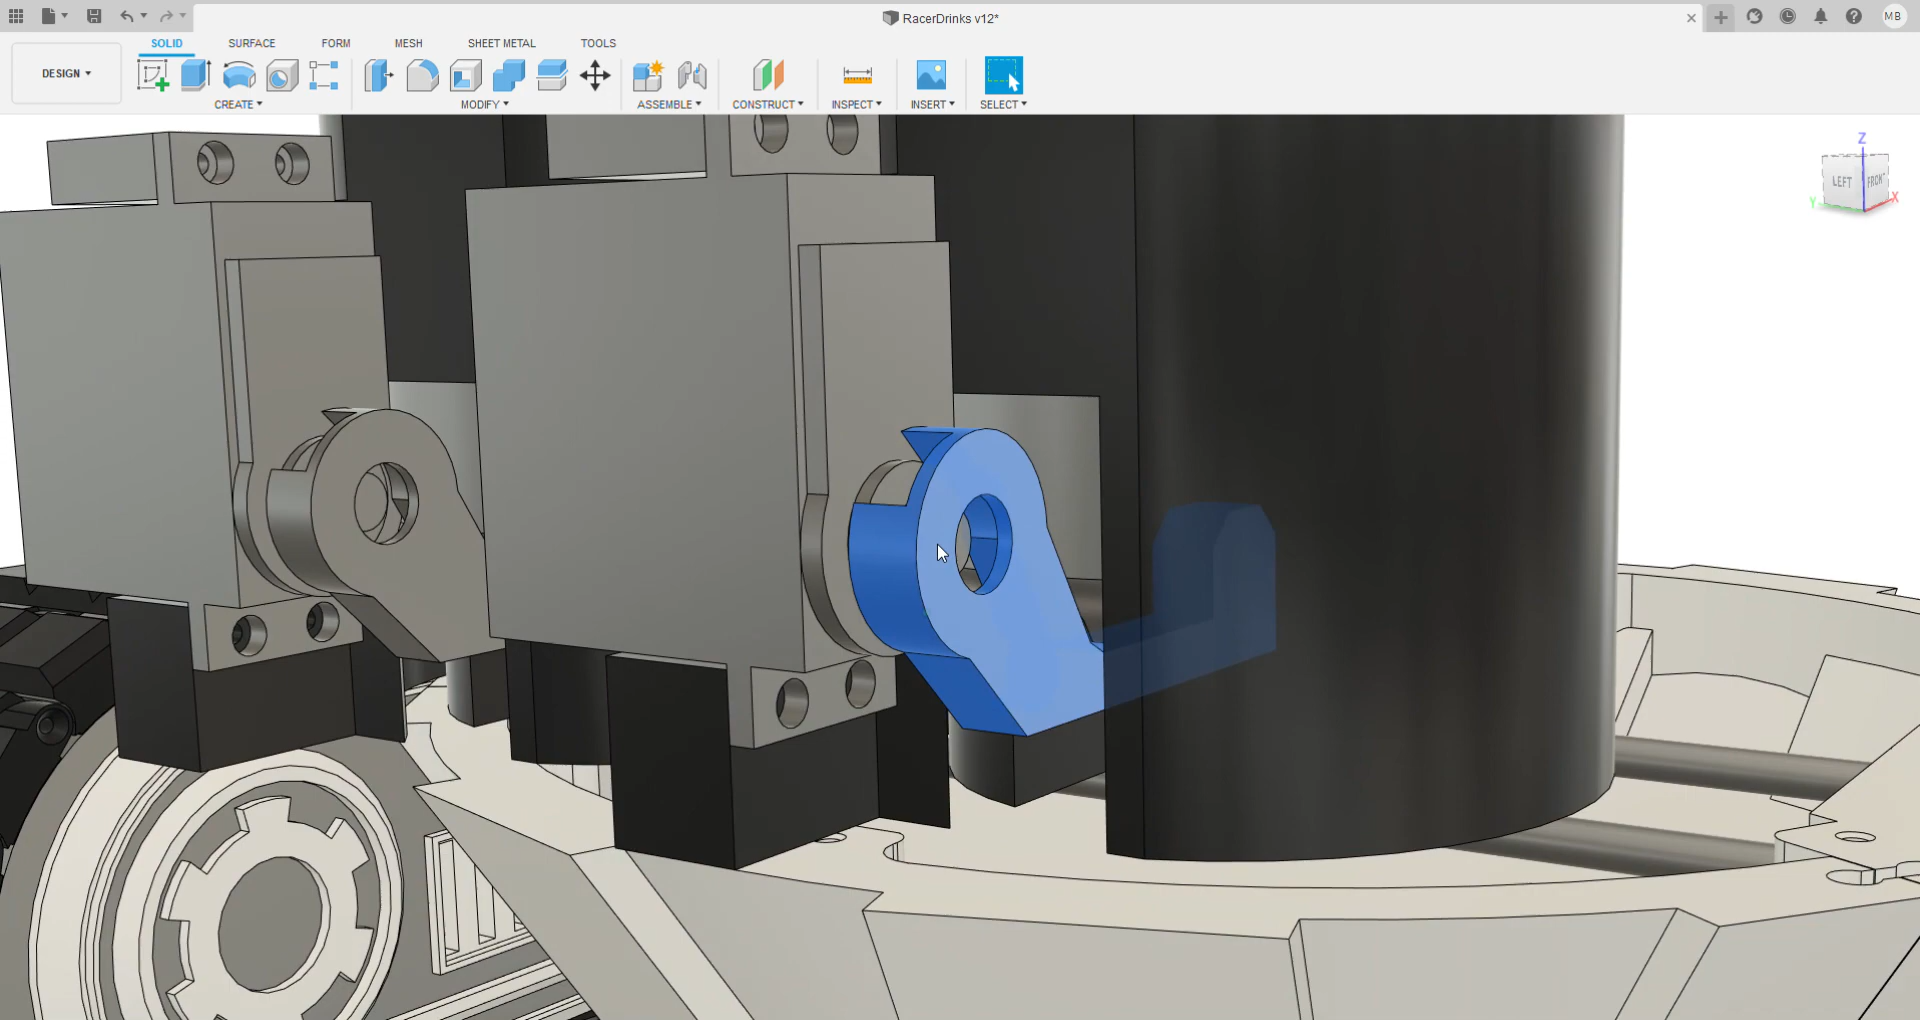 RacerDrinks v12*
MB
SOLID SURFACE FORM MESH SHEET METAL TOOLS
DESIGN
CREATE MODIFY ASSEMBLE CONSTRUCT INSPECT INSERT SELECT
Z
LEFT FRONT
Y X